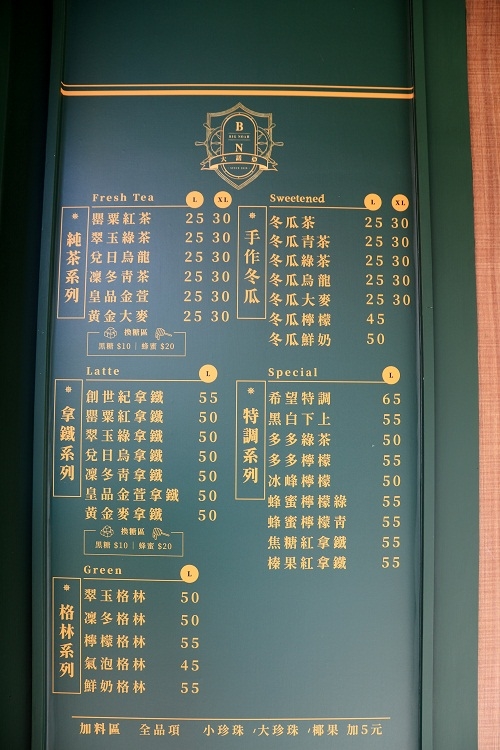 B
BIG NOAH
N
大諾亞
Fresh Tea L XL
純茶系列
罌粟紅茶 25 30
翠玉綠茶 25 30
兌日烏龍 25 30
凜冬青茶 25 30
皇品金萱 25 30
黃金大麥 25 30
換糖區
黑糖 $10 | 蜂蜜 $20
Sweetened L XL
手作冬瓜
冬瓜茶 25 30
冬瓜青茶 25 30
冬瓜綠茶 25 30
冬瓜烏龍 25 30
冬瓜大麥 25 30
冬瓜檸檬 45
冬瓜鮮奶 50
Latte L
拿鐵系列
創世紀拿鐵 55
罌粟紅拿鐵 50
翠玉綠拿鐵 50
兌日烏拿鐵 50
凜冬青拿鐵 50
皇品金萱拿鐵 50
黃金麥拿鐵 50
換糖區
黑糖 $10 | 蜂蜜 $20
Special L
特調系列
希望特調 65
黑白下上 55
多多綠茶 50
多多檸檬 55
冰峰檸檬 50
蜂蜜檸檬綠 55
蜂蜜檸檬青 55
焦糖紅拿鐵 55
榛果紅拿鐵 55
Green L
格林系列
翠玉格林 50
凜冬格林 50
檸檬格林 55
氣泡格林 45
鮮奶格林 55
加料區 全品項 小珍珠,大珍珠,椰果 加5元